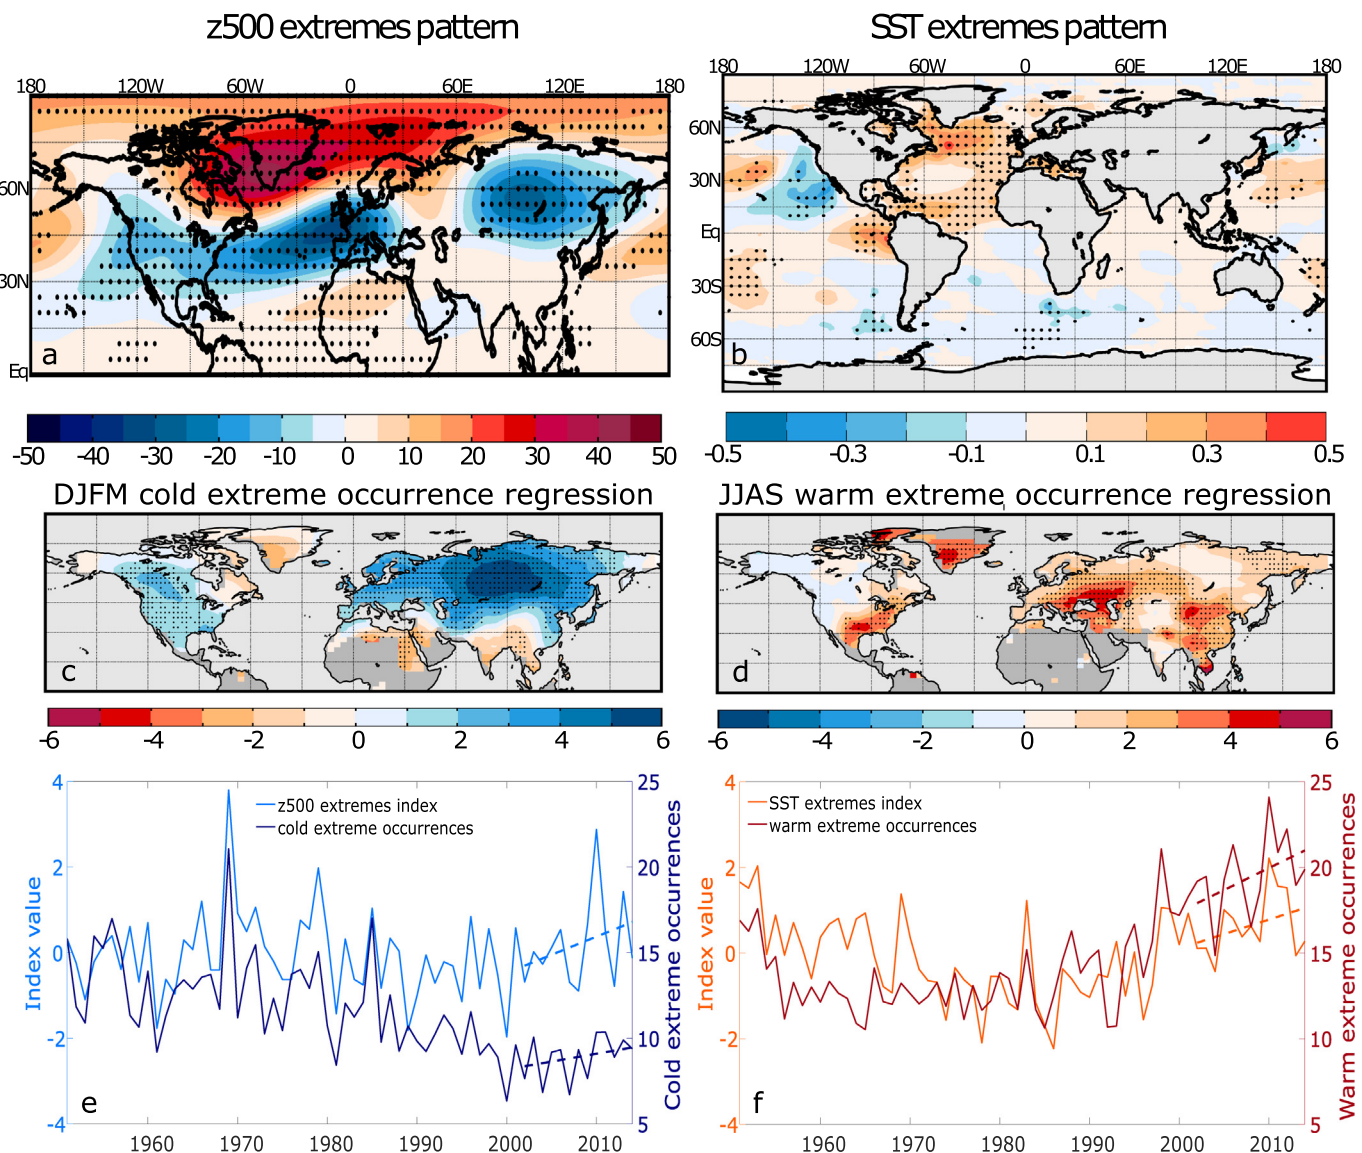 z500 extremes pattern
SST extremes pattern
180 120W 60W 0 60E 120E 180
180 120W 60W 0 60E 120E 180
60N
30N
Eq
a
60N
30N
Eq
30S
60S
b
-50 -40 -30 -20 -10 0 10 20 30 40 50
-0.5 -0.3 -0.1 0.1 0.3 0.5
DJFM cold extreme occurrence regression
JJAS warm extreme occurrence regression
c
d
-6 -4 -2 0 2 4 6
-6 -4 -2 0 2 4 6
4
2
0
-2
-4
Index value
z500 extremes index
cold extreme occurrences
25
20
15
10
5
Cold extreme occurrences
e
1960 1970 1980 1990 2000 2010
4
2
0
-2
-4
Index value
SST extremes index
warm extreme occurrences
25
20
15
10
5
Warm extreme occurrences
f
1960 1970 1980 1990 2000 2010